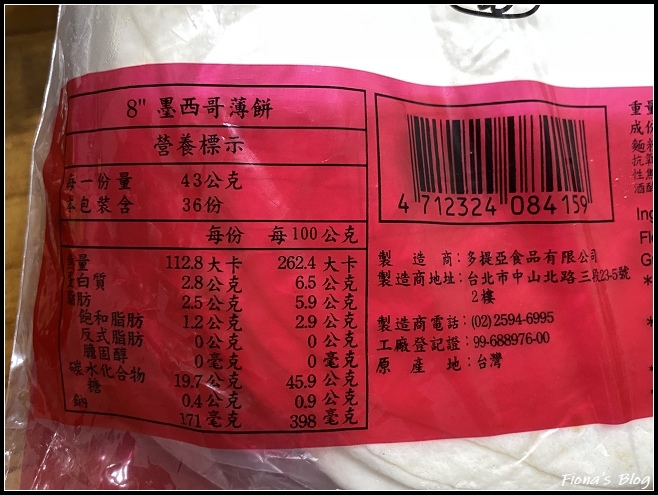 8" 墨西哥薄餅
營養標示
每一份量 43公克
本包裝含 36份
每份 每100公克
熱量 112.8 大卡 262.4 大卡
蛋白質 2.8 公克 6.5 公克
脂肪 2.5 公克 5.9 公克
飽和脂肪 1.2 公克 2.9 公克
反式脂肪 0 公克 0 公克
膽固醇 0 毫克 0 毫克
碳水化合物 19.7 公克 45.9 公克
糖 0.4 公克 0.9 公克
鈉 171 毫克 398 毫克
4 712324 084159
製造商:多提亞食品有限公司
製造商地址:台北市中山北路三段23-5號
2樓
製造商電話:(02)2594-6995
工廠登記證:99-688976-00
原產地:台灣
重量
成份
麵粉
抗氧
性焦
酒酸
Ing
Fl
G
*
*
*
*
Fiona's Blog